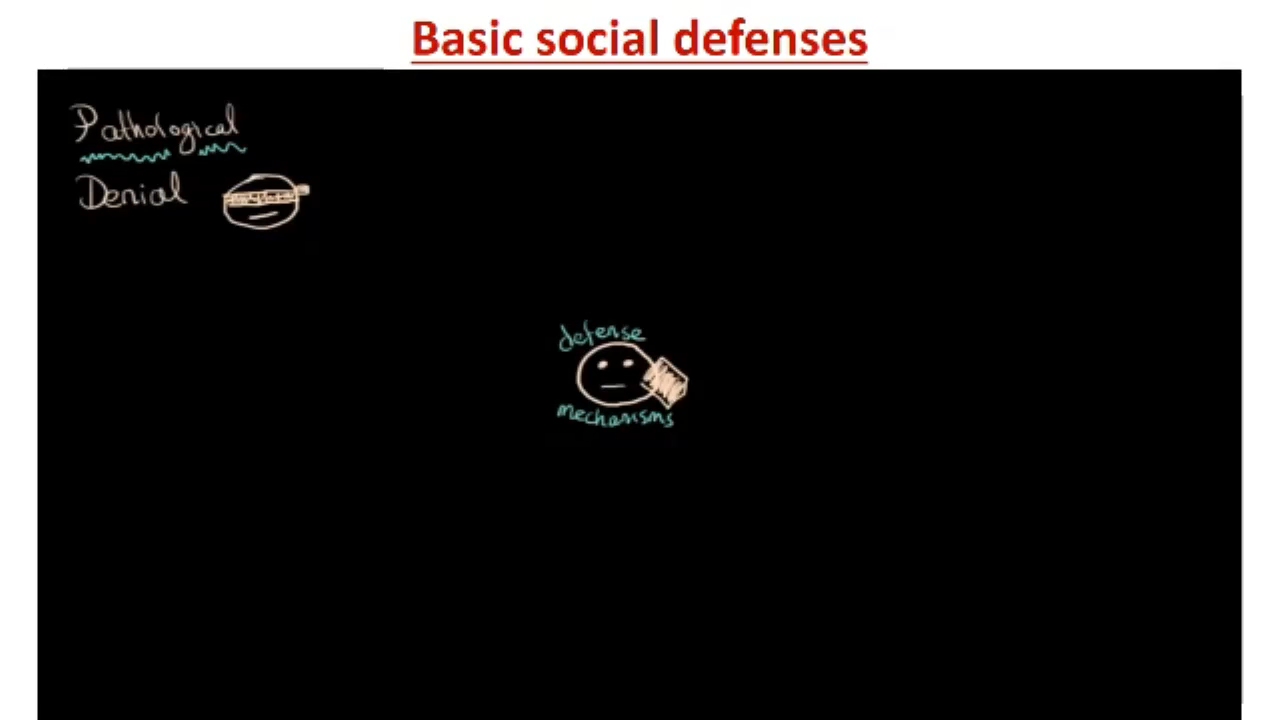 Basic social defenses
Pathological
Denial
defense
mechanisms